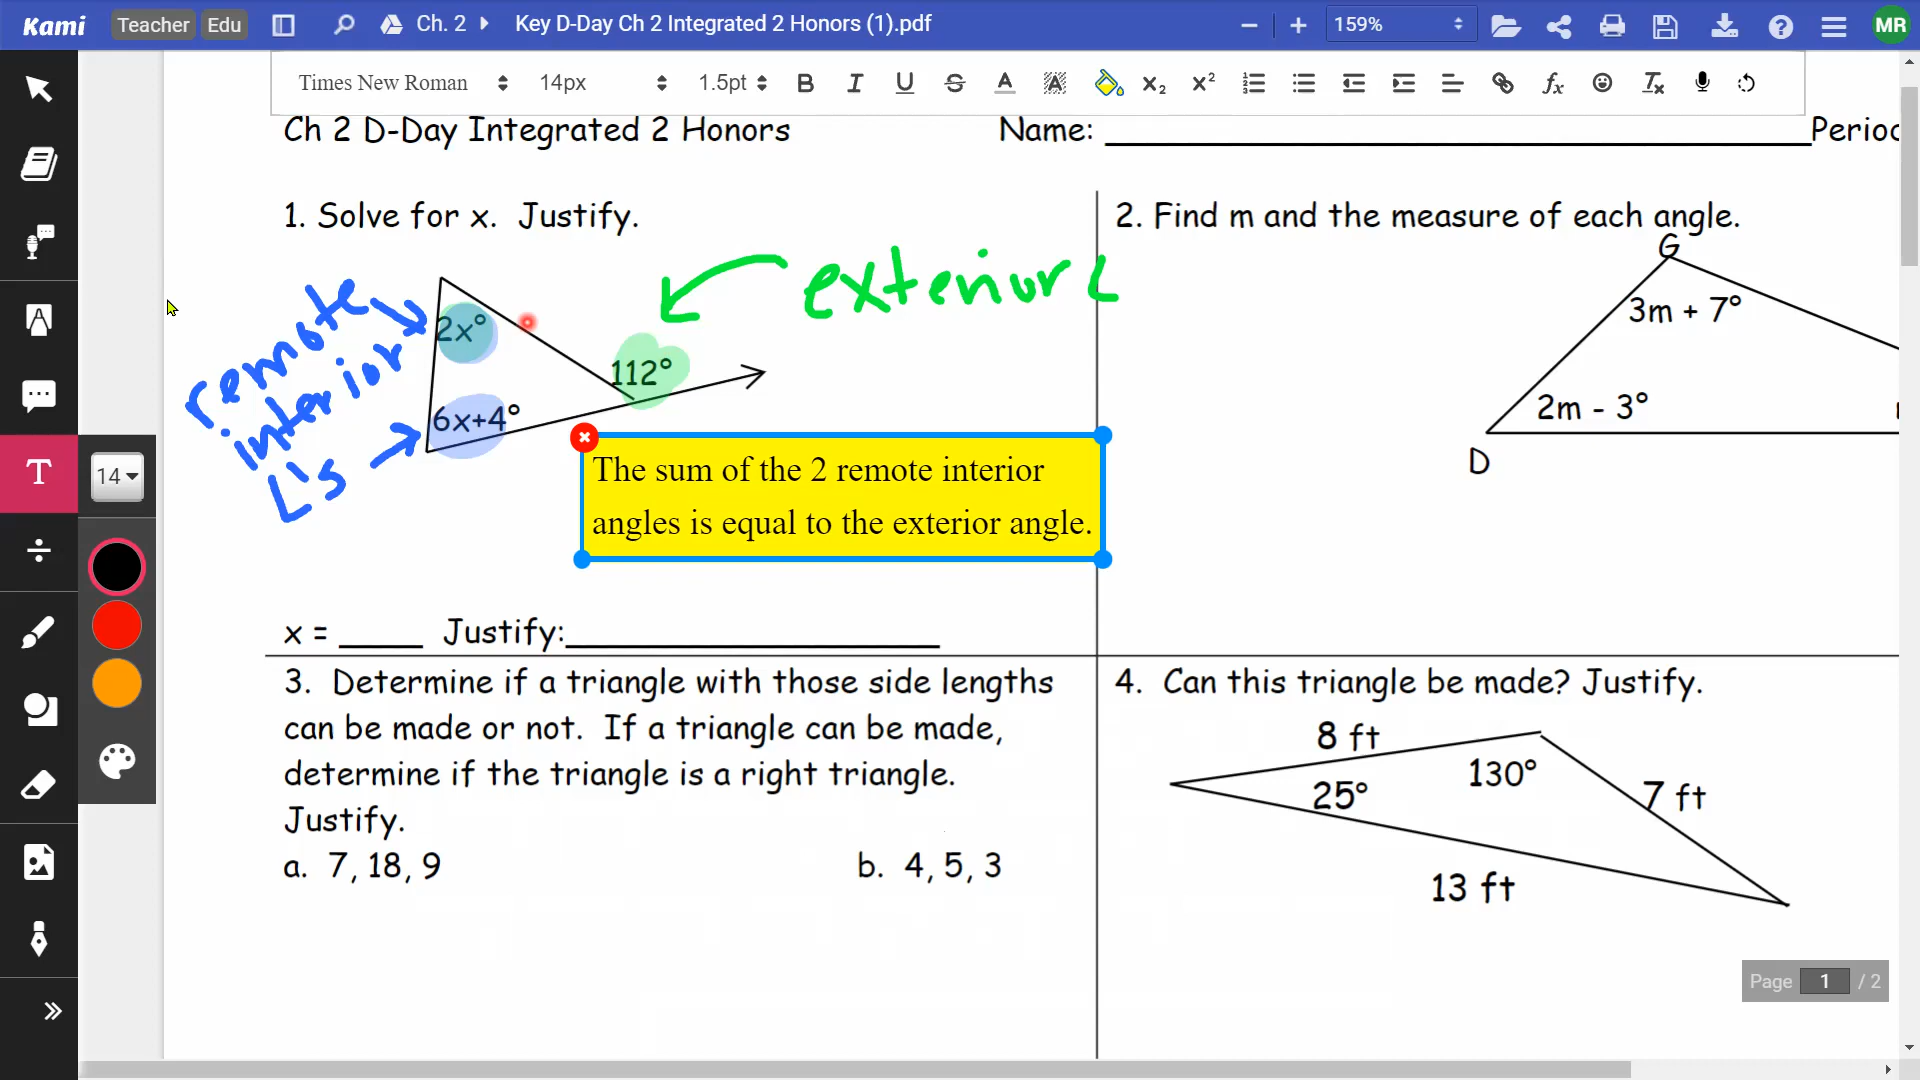 Kami Teacher Edu Ch. 2 Key D-Day Ch 2 Integrated 2 Honors (1).pdf 159% MR
Times New Roman 14px 1.5pt
Ch 2 D-Day Integrated 2 Honors Name: Perio
1. Solve for x. Justify.
remote
interior
∠'s
2x°
6x+4°
112°
exterior ∠
The sum of the 2 remote interior
angles is equal to the exterior angle.
x = Justify:
2. Find m and the measure of each angle.
G
3m + 7°
2m - 3°
D
14
3. Determine if a triangle with those side lengths
can be made or not. If a triangle can be made,
determine if the triangle is a right triangle.
Justify.
a. 7, 18, 9 b. 4, 5, 3
4. Can this triangle be made? Justify.
8 ft
130°
25°
7 ft
13 ft
Page 1 / 2